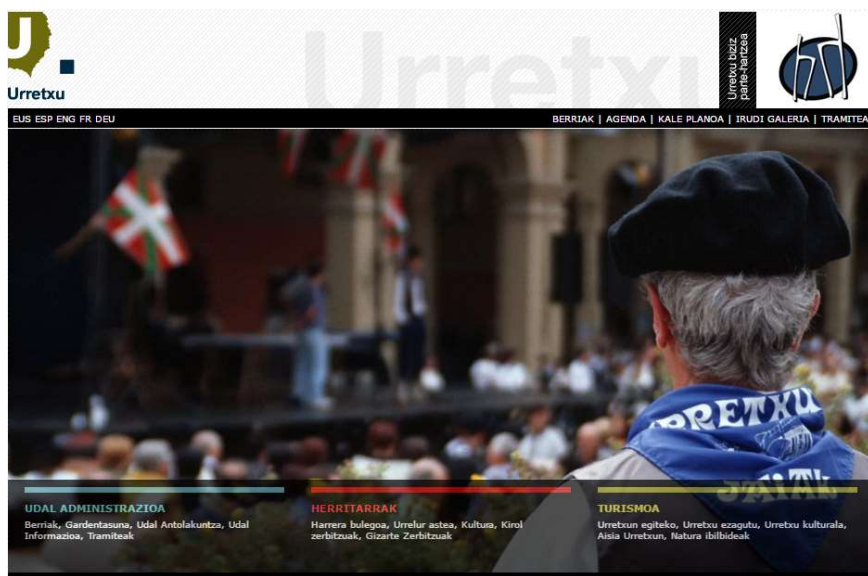 U.
Urretxu
Urretxu
Urretxu biziz
parte-hartzea
EUS ESP ENG FR DEU
BERRIAK | AGENDA | KALE PLANOA | IRUDI GALERIA | TRAMITEA
URRETXU
JAIAK
UDAL ADMINISTRAZIOA
Berriak, Gardentasuna, Udal Antolakuntza, Udal
Informazioa, Tramiteak
HERRITARRAK
Harrera bulegoa, Urrelur astea, Kultura, Kirol
zerbitzuak, Gizarte Zerbitzuak
TURISMOA
Urretxun egiteko, Urretxu ezagutu, Urretxu kulturala,
Aisia Urretxun, Natura ibilbideak